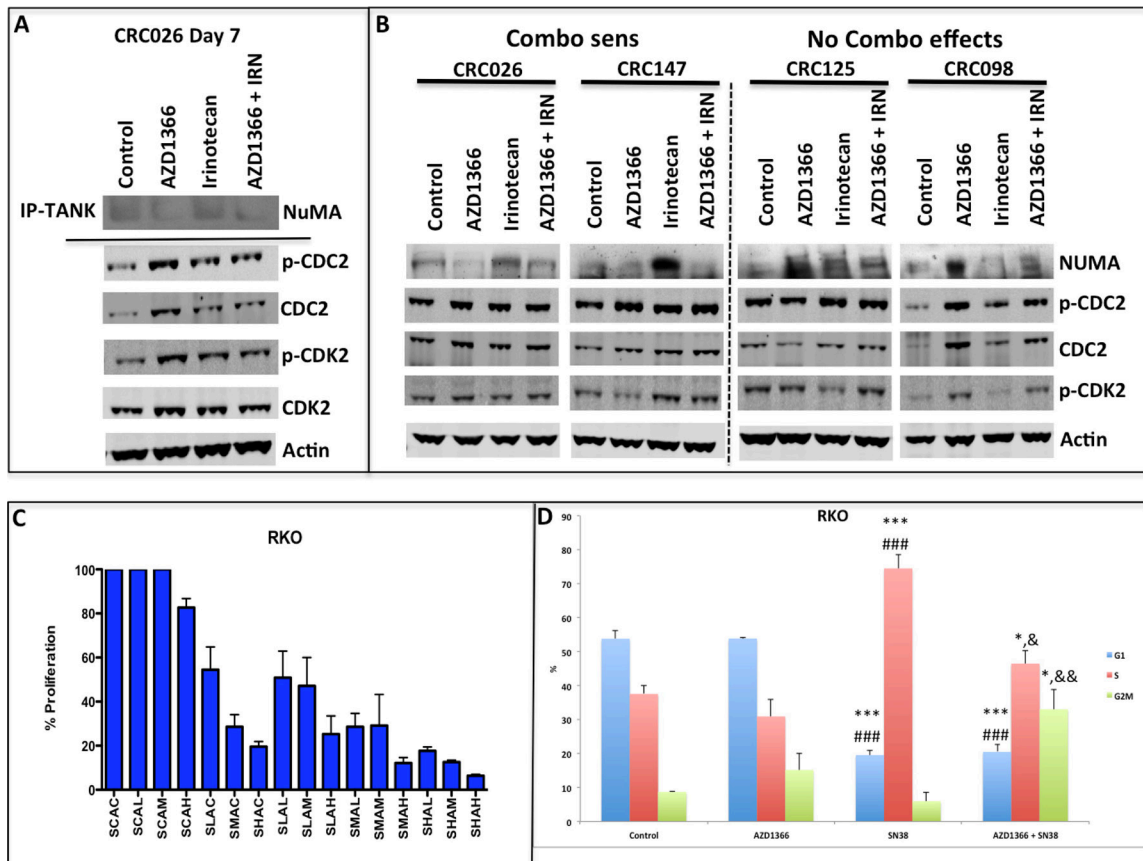 A
CRC026 Day 7
Control
AZD1366
Irinotecan
AZD1366 + IRN
IP-TANK
NuMA
p-CDC2
CDC2
p-CDK2
CDK2
Actin
B
Combo sens
No Combo effects
CRC026
CRC147
CRC125
CRC098
Control
AZD1366
Irinotecan
AZD1366 + IRN
Control
AZD1366
Irinotecan
AZD1366 + IRN
Control
AZD1366
Irinotecan
AZD1366 + IRN
Control
AZD1366
Irinotecan
AZD1366 + IRN
NUMA
p-CDC2
CDC2
p-CDK2
Actin
C
RKO
% Proliferation
100
80
60
40
20
0
SCAC
SCAL
SCAM
SCAH
SLAC
SMAC
SHAC
SLAL
SLAM
SLAH
SMAL
SMAM
SMAH
SHAL
SHAM
SHAH
D
RKO
%
90
80
70
60
50
40
30
20
10
0
***
###
***
###
***
###
*,&
*,&&
Control
AZD1366
SN38
AZD1366 + SN38
G1
S
G2M